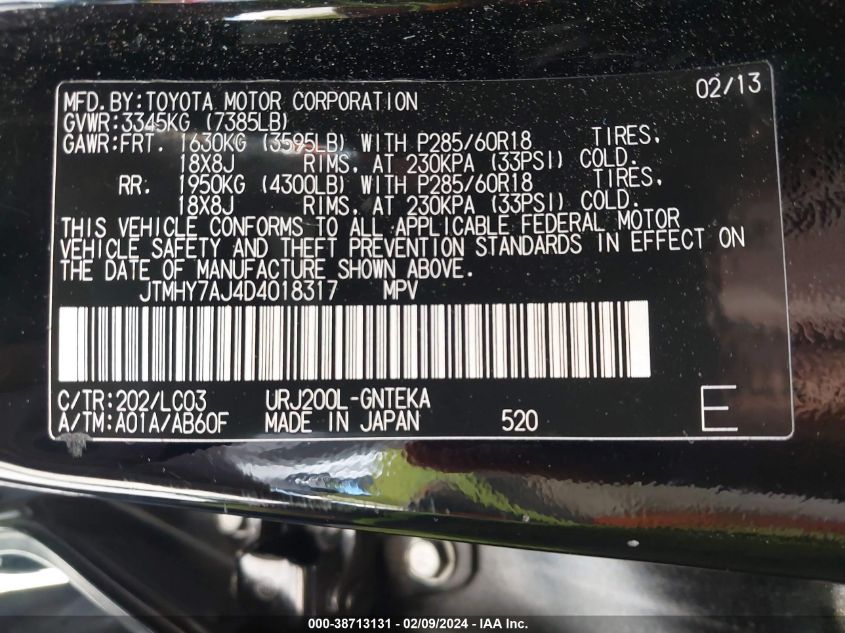 02/13
MFD.BY:TOYOTA MOTOR CORPORATION
GVWR:3345KG (7385LB)
GAWR:FRT. 1630KG (3595LB) WITH P285/60R18 TIRES,
18X8J RIMS, AT 230KPA (33PSI) COLD.
RR. 1950KG (4300LB) WITH P285/60R18 TIRES,
18X8J RIMS, AT 230KPA (33PSI) COLD.
THIS VEHICLE CONFORMS TO ALL APPLICABLE FEDERAL MOTOR
VEHICLE SAFETY AND THEFT PREVENTION STANDARDS IN EFFECT ON
THE DATE OF MANUFACTURE SHOWN ABOVE.
JTMHY7AJ4D4018317 MPV
C/TR:202/LC03 URJ200L-GNTEKA
A/TM:A01A/AB60F MADE IN JAPAN 520 E
000-38713131 - 02/09/2024 - IAA Inc.